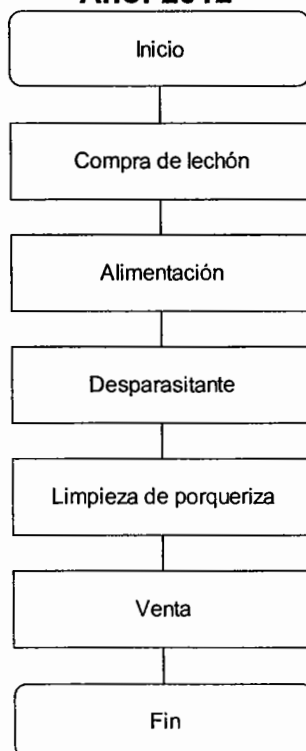 Inicio
Compra de lechón
Alimentación
Desparasitante
Limpieza de porqueriza
Venta
Fin